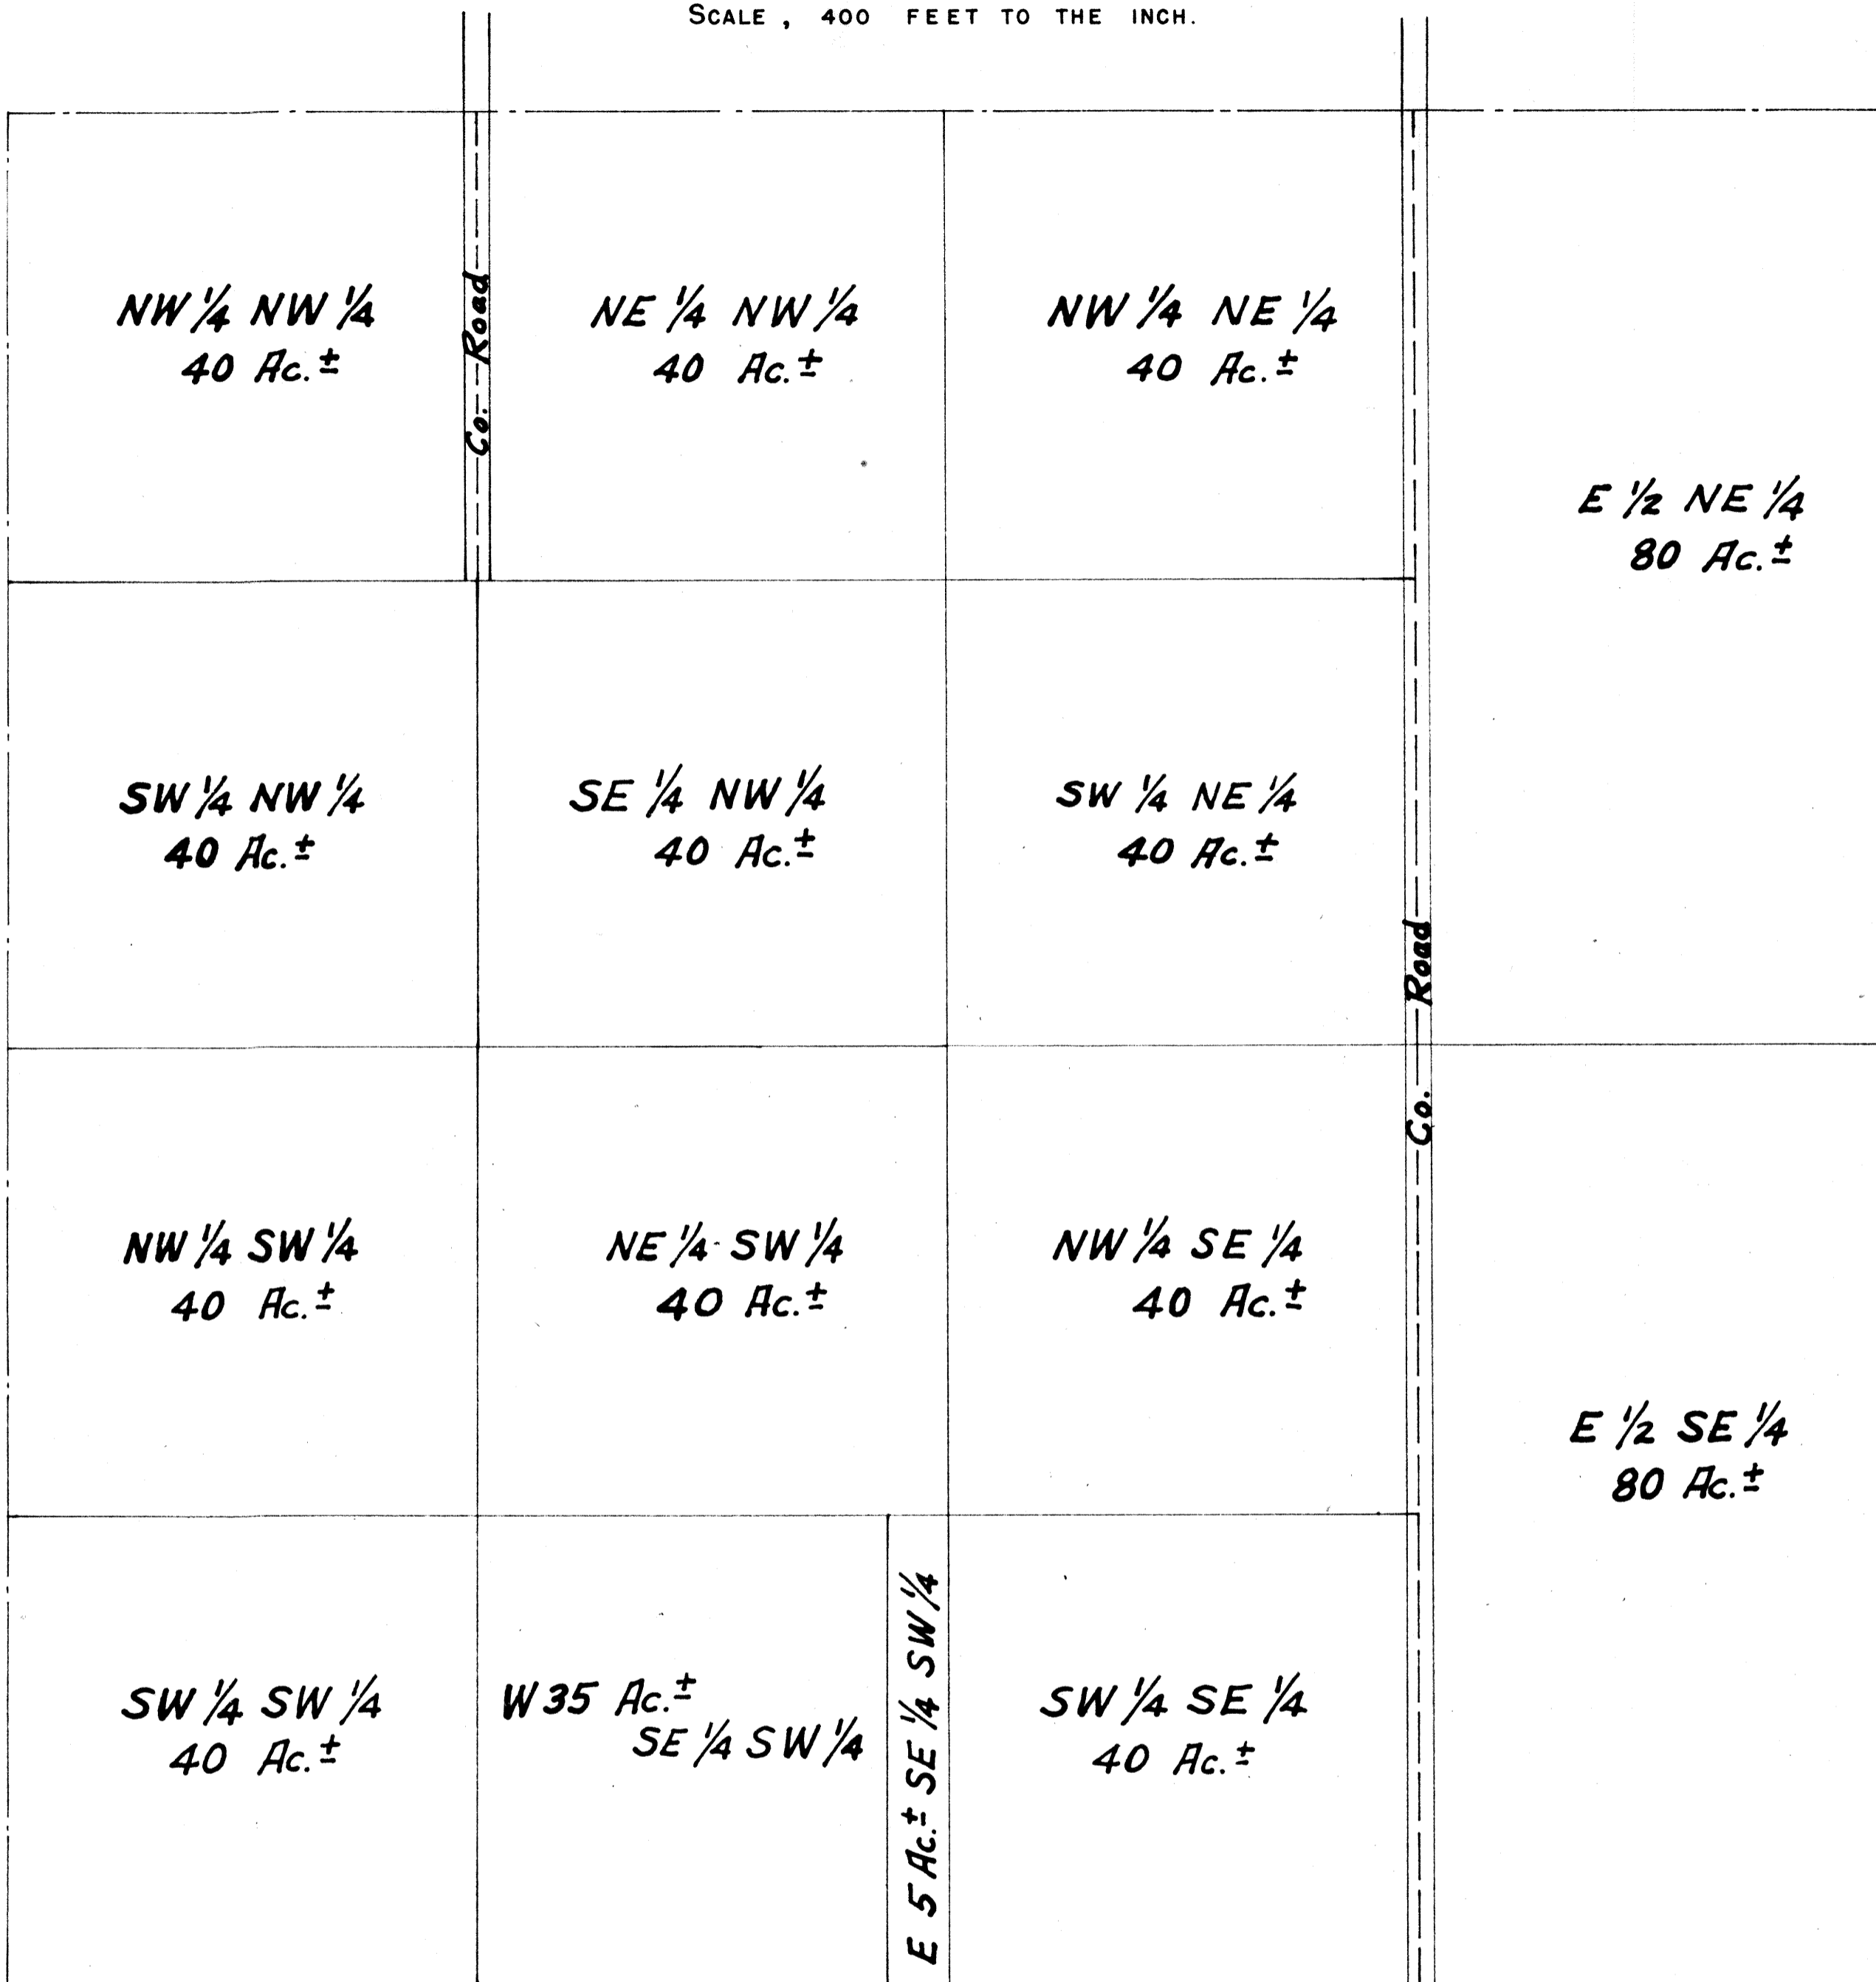 SCALE, 400 FEET TO THE INCH.
NW 1/4 NW 1/4
40 Ac.±
Co. Road
NE 1/4 NW 1/4
40 Ac.±
NW 1/4 NE 1/4
40 Ac.±
E 1/2 NE 1/4
80 Ac.±
SW 1/4 NW 1/4
40 Ac.±
SE 1/4 NW 1/4
40 Ac.±
SW 1/4 NE 1/4
40 Ac.±
Co. Road
NW 1/4 SW 1/4
40 Ac.±
NE 1/4 SW 1/4
40 Ac.±
NW 1/4 SE 1/4
40 Ac.±
E 1/2 SE 1/4
80 Ac.±
SW 1/4 SW 1/4
40 Ac.±
W 35 Ac.±
SE 1/4 SW 1/4
E 5 Ac.± SE 1/4 SW 1/4
SW 1/4 SE 1/4
40 Ac.±